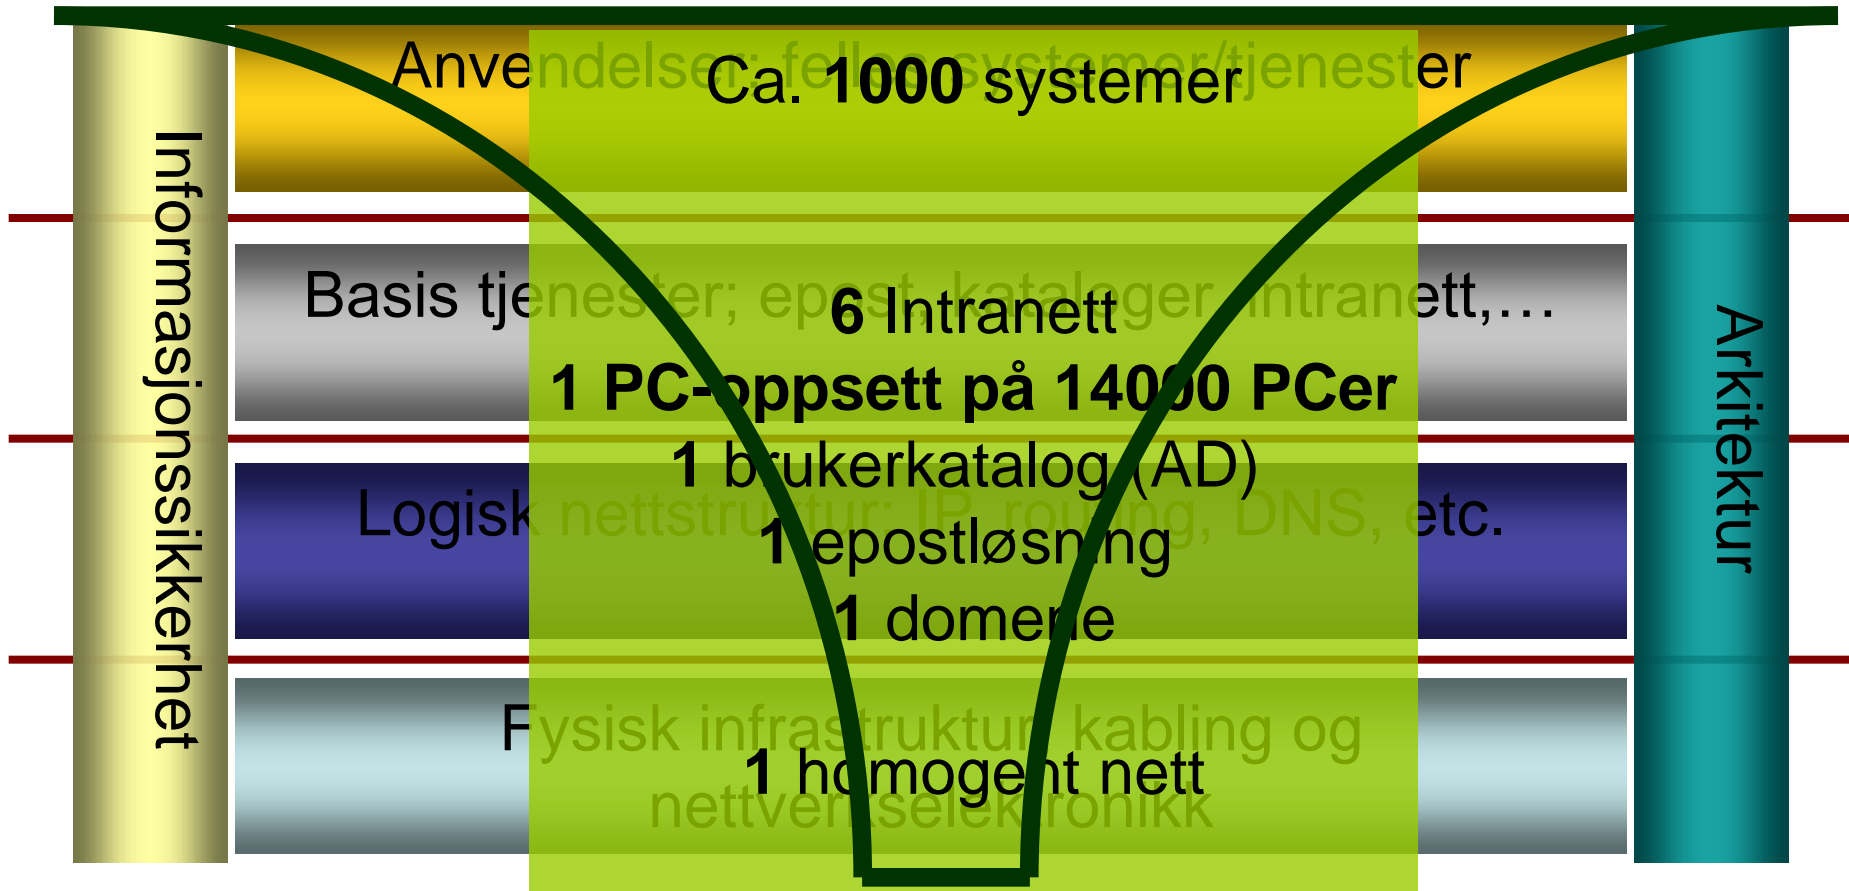 Anvendelser: felles systemer/tjenester
Ca. 1000 systemer
Informasjonssikkerhet
Basis tjenester; epost, kataloger, intranett,…
6 Intranett
1 PC-oppsett på 14000 PCer
1 brukerkatalog (AD)
Logisk nettstruktur: IP, routing, DNS, etc.
1 epostløsning
1 domene
Fysisk infrastruktur, kabling og
nettverkselektronikk
1 homogent nett
Arkitektur